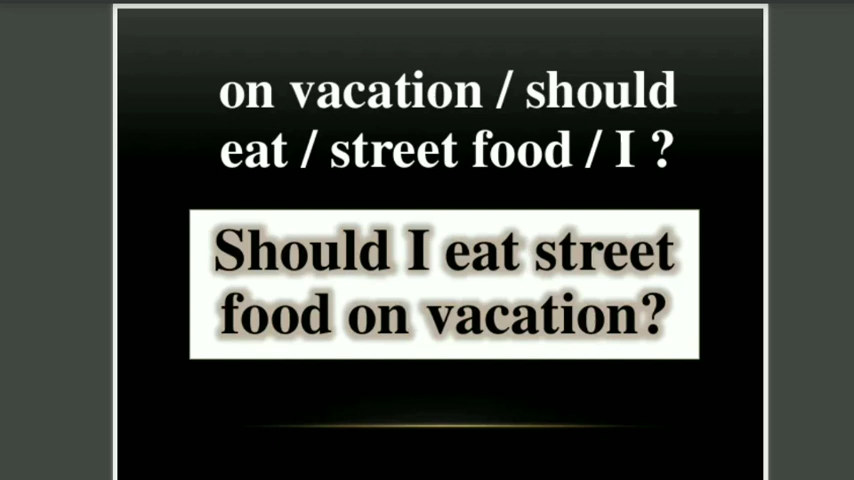 on vacation / should
eat / street food / I ?
Should I eat street
food on vacation?